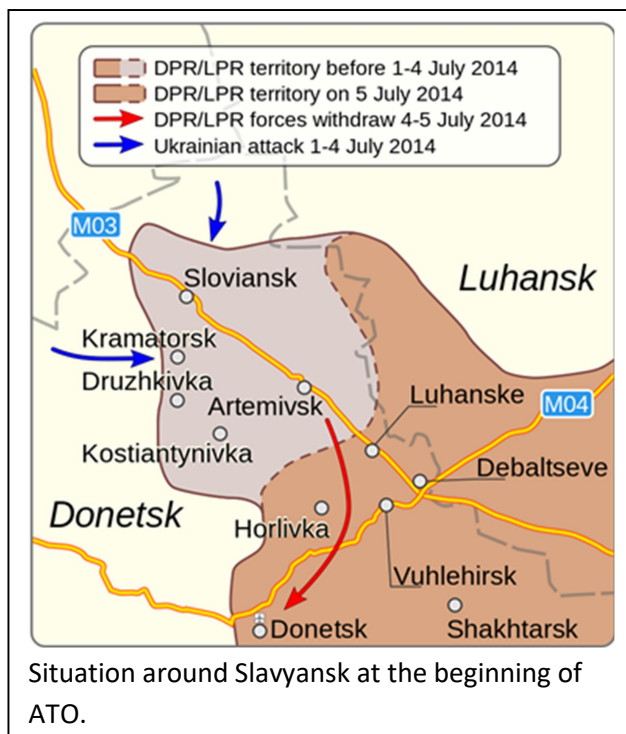 DPR/LPR territory before 1-4 July 2014
DPR/LPR territory on 5 July 2014
DPR/LPR forces withdraw 4-5 July 2014
Ukrainian attack 1-4 July 2014
M03
Sloviansk
Luhansk
Kramatorsk
Druzhkivka
Artemivsk
Luhanske
M04
Kostiantynivka
Debaltseve
Donetsk
Horlivka
Vuhlehirsk
Donetsk
Shakhtarsk
Situation around Slavyansk at the beginning of
ATO.